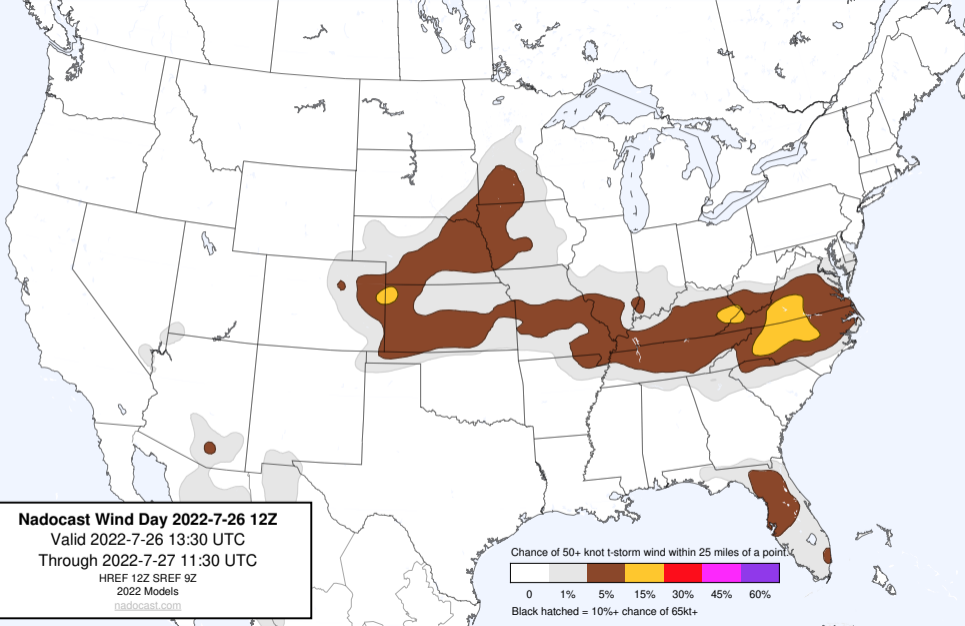 Nadocast Wind Day 2022-7-26 12Z
Valid 2022-7-26 13:30 UTC
Through 2022-7-27 11:30 UTC
HREF 12Z SREF 9Z
2022 Models
nadocast.com
Chance of 50+ knot t-storm wind within 25 miles of a point.
0 1% 5% 15% 30% 45% 60%
Black hatched = 10%+ chance of 65kt+